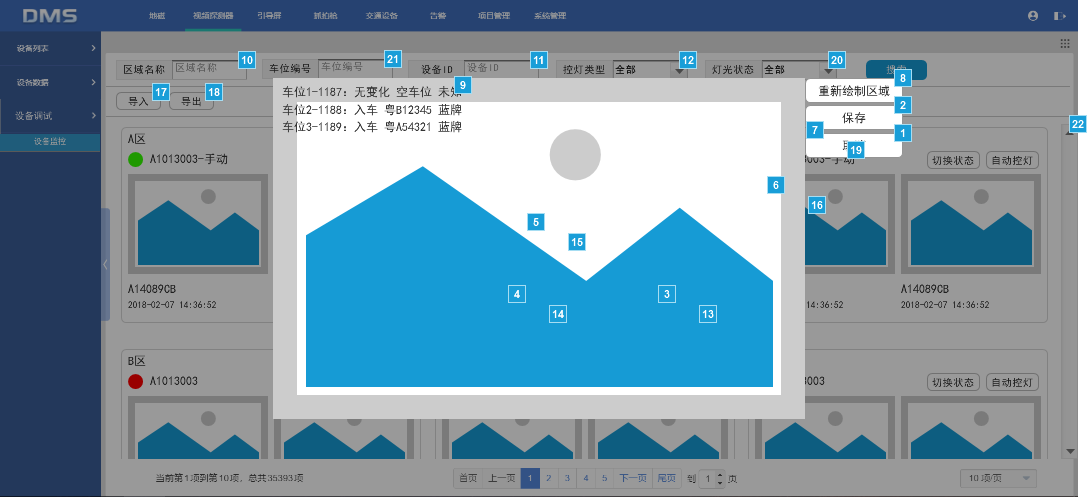 DMS
地磁 视频探测器 引导屏 抓拍枪 交通设备 告警 项目管理 系统管理
设备列表
设备数据
设备调试
设备监控
区域名称 区域名称 10
车位编号 车位编号 21
设备ID 设备ID 11
控灯类型 全部 12
灯光状态 全部 20
导入 17
导出 18
9
车位1-1187: 无变化 空车位
车位2-1188: 入车 粤B12345 蓝牌
车位3-1189: 入车 粤A54321 蓝牌
8
重新绘制区域
2
保存
7
1
19
22
6
16
5
15
4
3
14
13
A区
A1013003-手动
切换状态 自动控灯
A14089CB
2018-02-07 14:36:52
14:36:52
A14089CB
2018-02-07 14:36:52
B区
A1013003
切换状态 自动控灯
当前第1项到第10项，总共35393项
首页 上一页 1 2 3 4 5 下一页 尾页 到 1 页
10 项/页